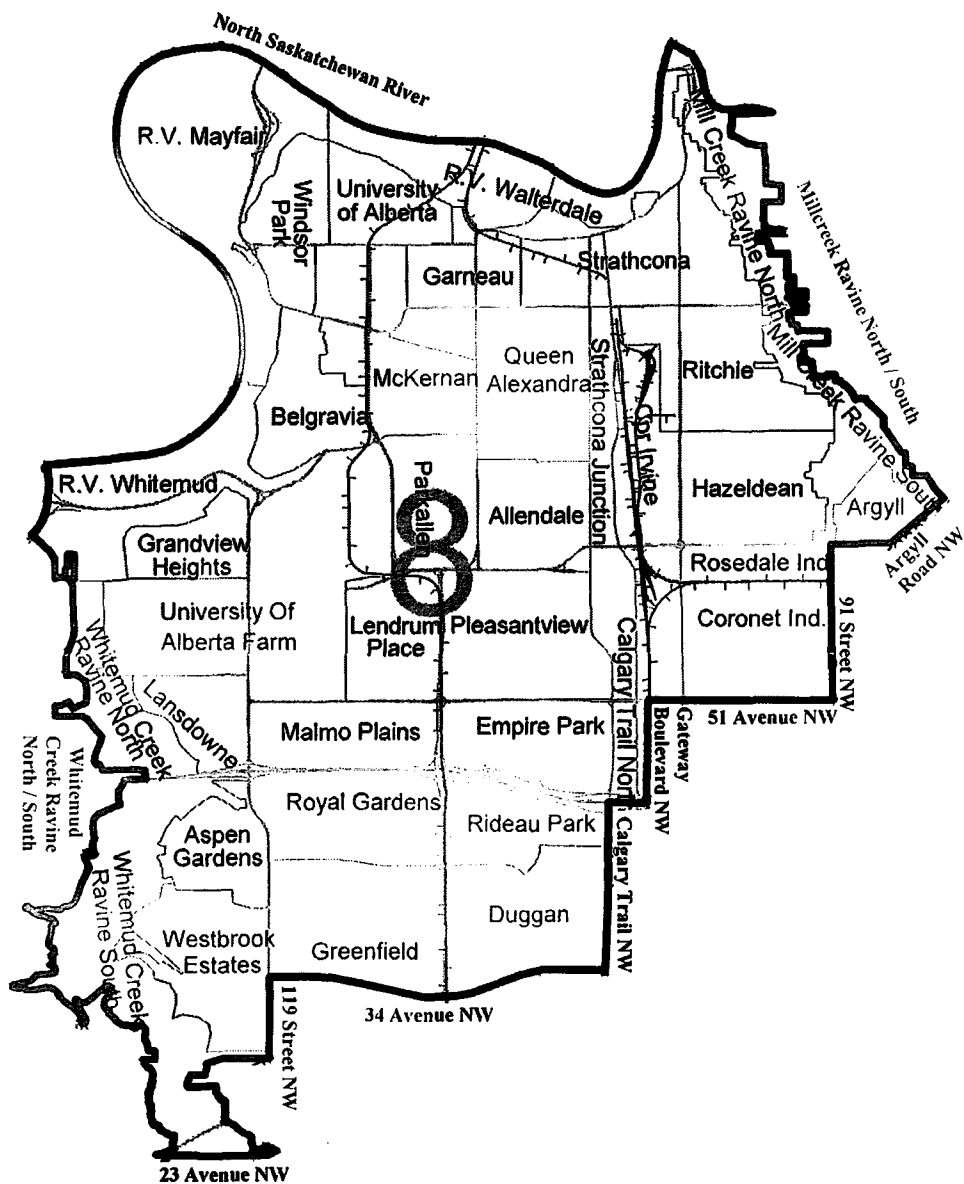 North Saskatchewan River
R.V. Mayfair
Windsor
Park
University
of Alberta
R.V. Walterdale
Mill Creek Ravine North
Millcreek Ravine North / South
Strathcona
Garneau
Queen
Alexandra
McKernan
Strathcona Junction
Ritchie
Mill Creek Ravine South
Belgravia
Cor Irvine
R.V. Whitemud
Parkallen
8
Allendale
Hazeldean
Argyll
Argyll
Road NW
Grandview
Heights
Rosedale Ind.
University Of
Alberta Farm
Lendrum
Place
Pleasantview
Coronet Ind.
91 Street NW
Whitemud Creek
Ravine North
Lansdowne
Malmo Plains
Empire Park
Calgary Trail North
Gateway
Boulevard NW
51 Avenue NW
Whitemud
Creek Ravine
North / South
Royal Gardens
Rideau Park
Aspen
Gardens
Calgary Trail NW
Whitemud Creek
Ravine South
Westbrook
Estates
Greenfield
Duggan
119 Street NW
34 Avenue NW
23 Avenue NW